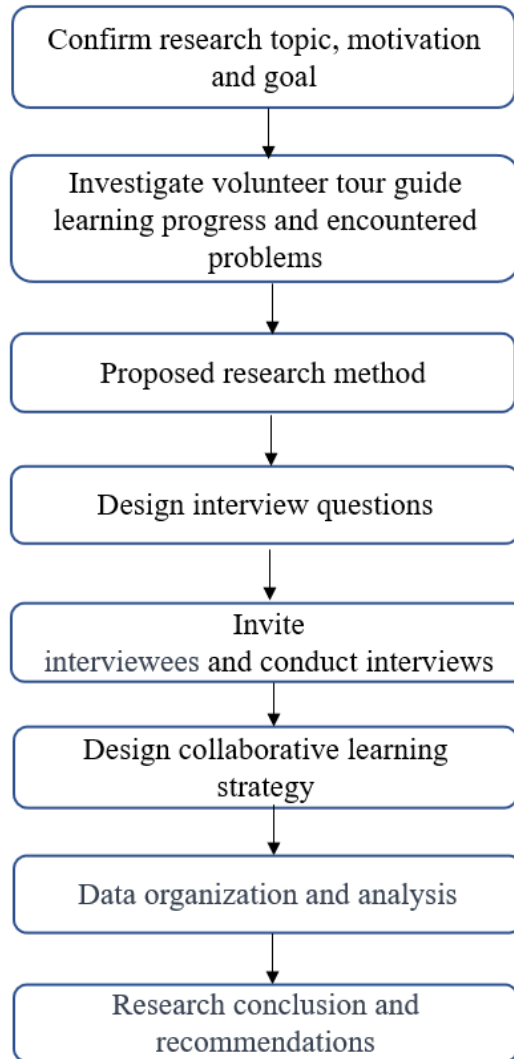 Confirm research topic, motivation
and goal
Investigate volunteer tour guide
learning progress and encountered
problems
Proposed research method
Design interview questions
Invite
interviewees and conduct interviews
Design collaborative learning
strategy
Data organization and analysis
Research conclusion and
recommendations